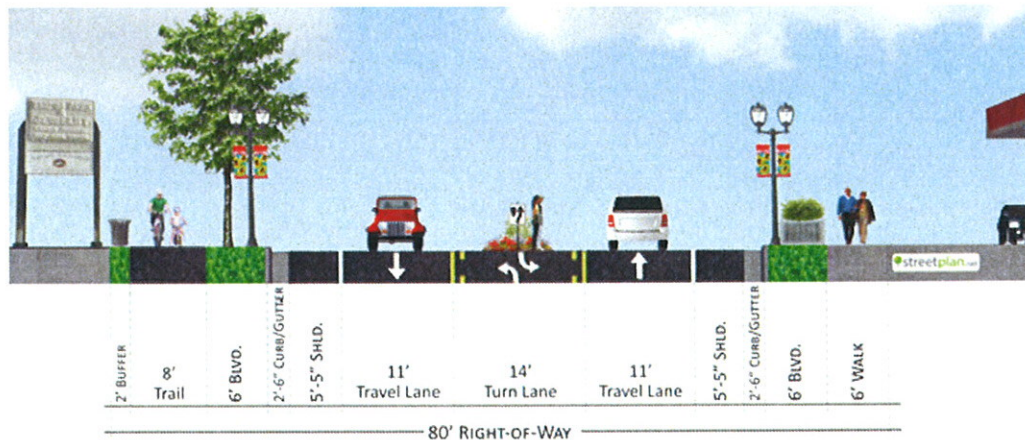 streetplan.net
2' BUFFER
8'
Trail
6' BLVD.
2'-6" CURB/GUTTER
5'-5" SHLD.
11'
Travel Lane
14'
Turn Lane
11'
Travel Lane
5'-5" SHLD.
2'-6" CURB/GUTTER
6' BLVD.
6' WALK
80' RIGHT-OF-WAY